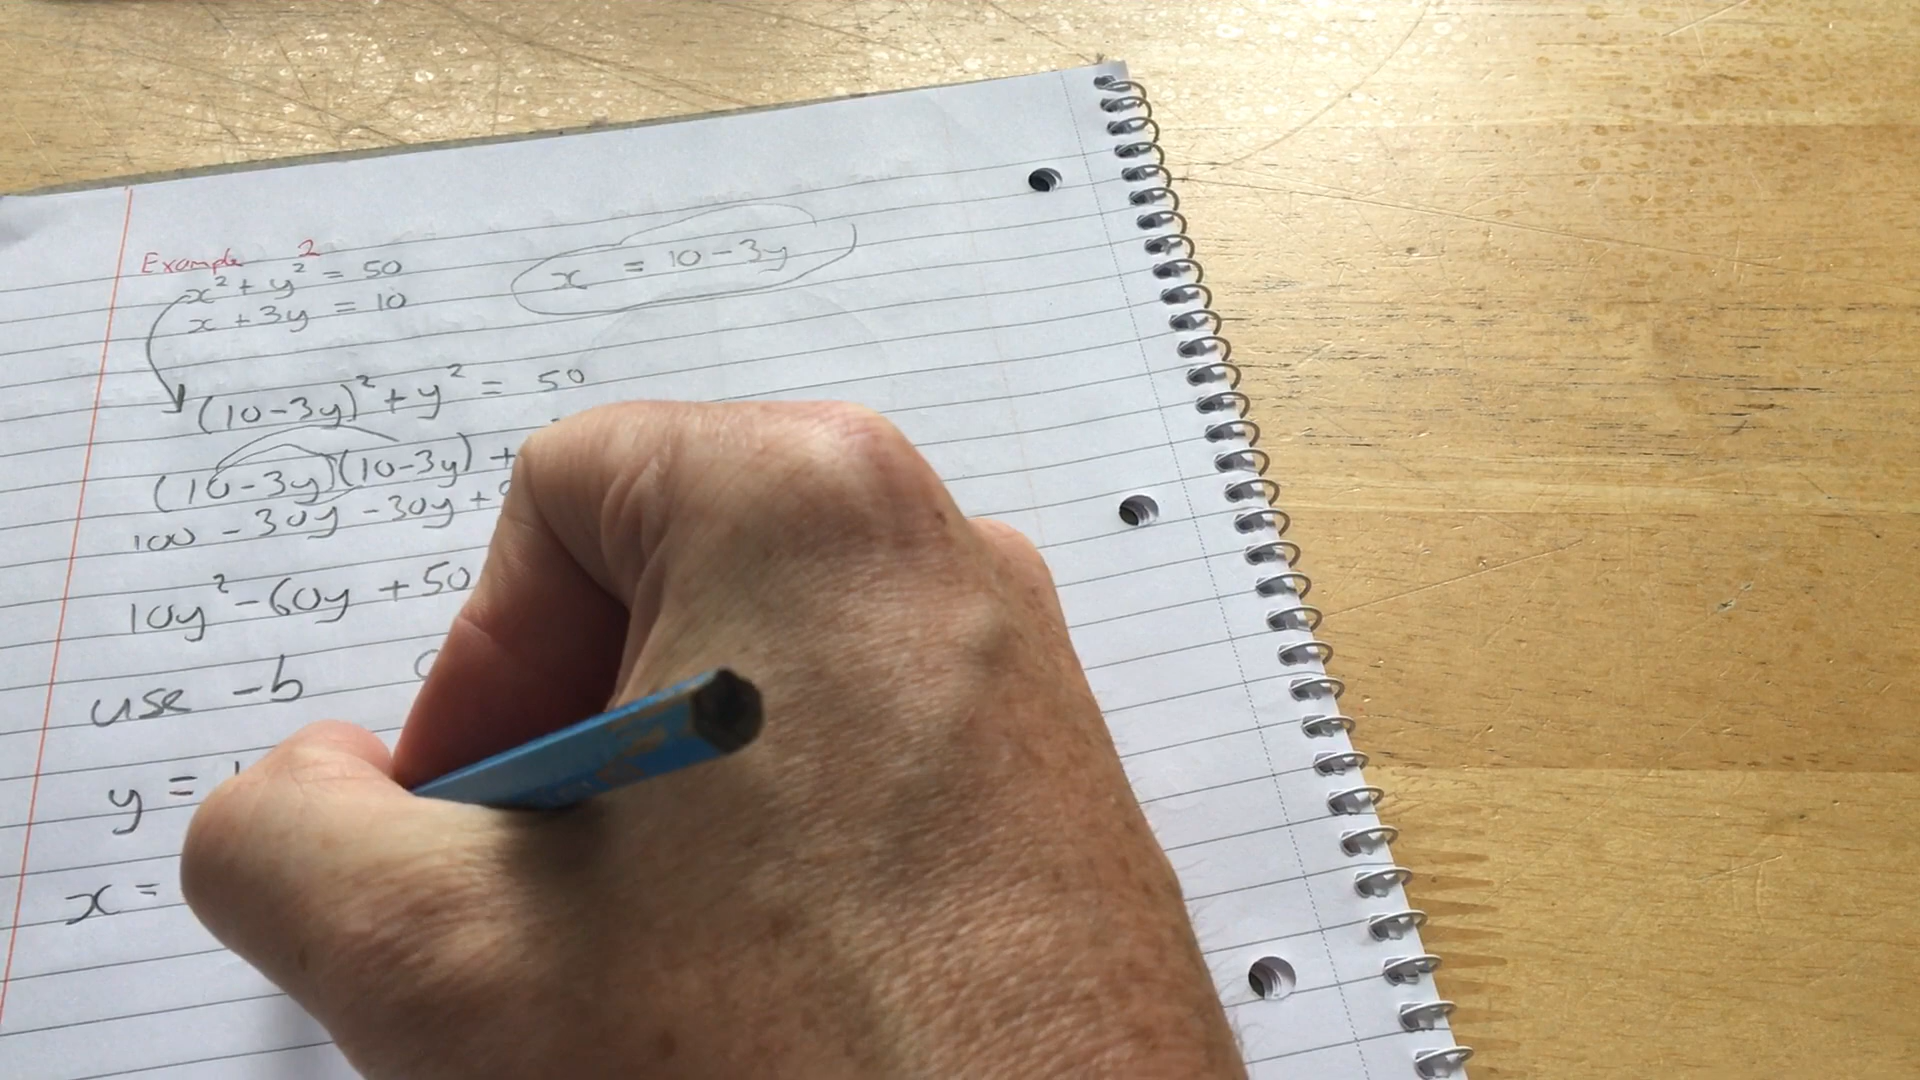 Example 2
x² + y² = 50
x + 3y = 10
x = 10 - 3y
(10-3y)² + y² = 50
(10-3y)(10-3y) +
100 - 30y - 30y +
10y² - 60y + 50
use -b
y =
x =